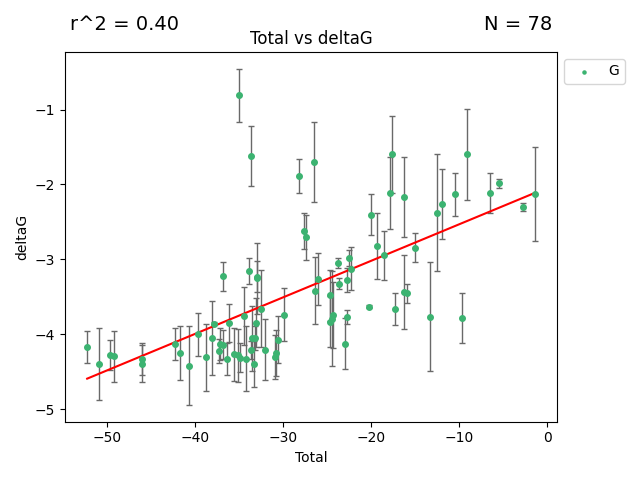 r^2 = 0.40 N = 78
Total vs deltaG
G
deltaG
−1
−2
−3
−4
−5
−50 −40 −30 −20 −10 0
Total